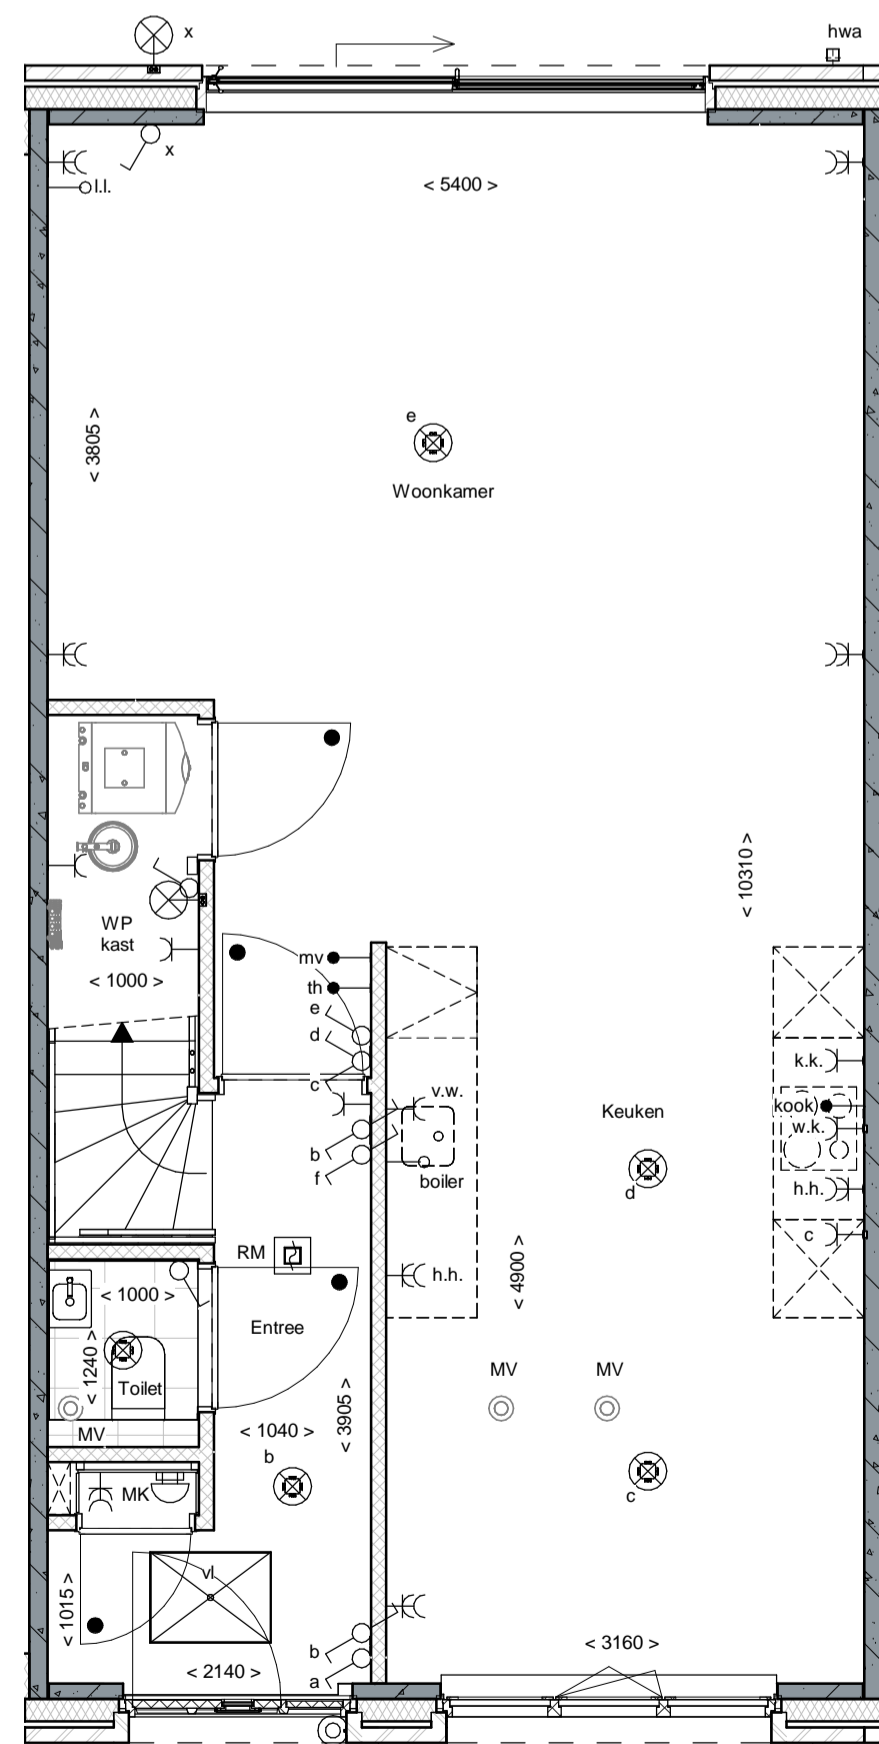 x
hwa
x
l.l.
< 5400 >
e
< 3805 >
Woonkamer
< 10310 >
WP
kast
< 1000 >
mv
th
e
d
c
k.k.
v.w.
kook
w.k.
Keuken
b
f
boiler
d
h.h.
c
RM
h.h.
< 4900 >
< 1000 >
Entree
< 1240 >
Toilet
MV
MV
< 3905 >
< 1040 >
MV
b
MK
c
vl
< 1015 >
b
< 3160 >
< 2140 >
a